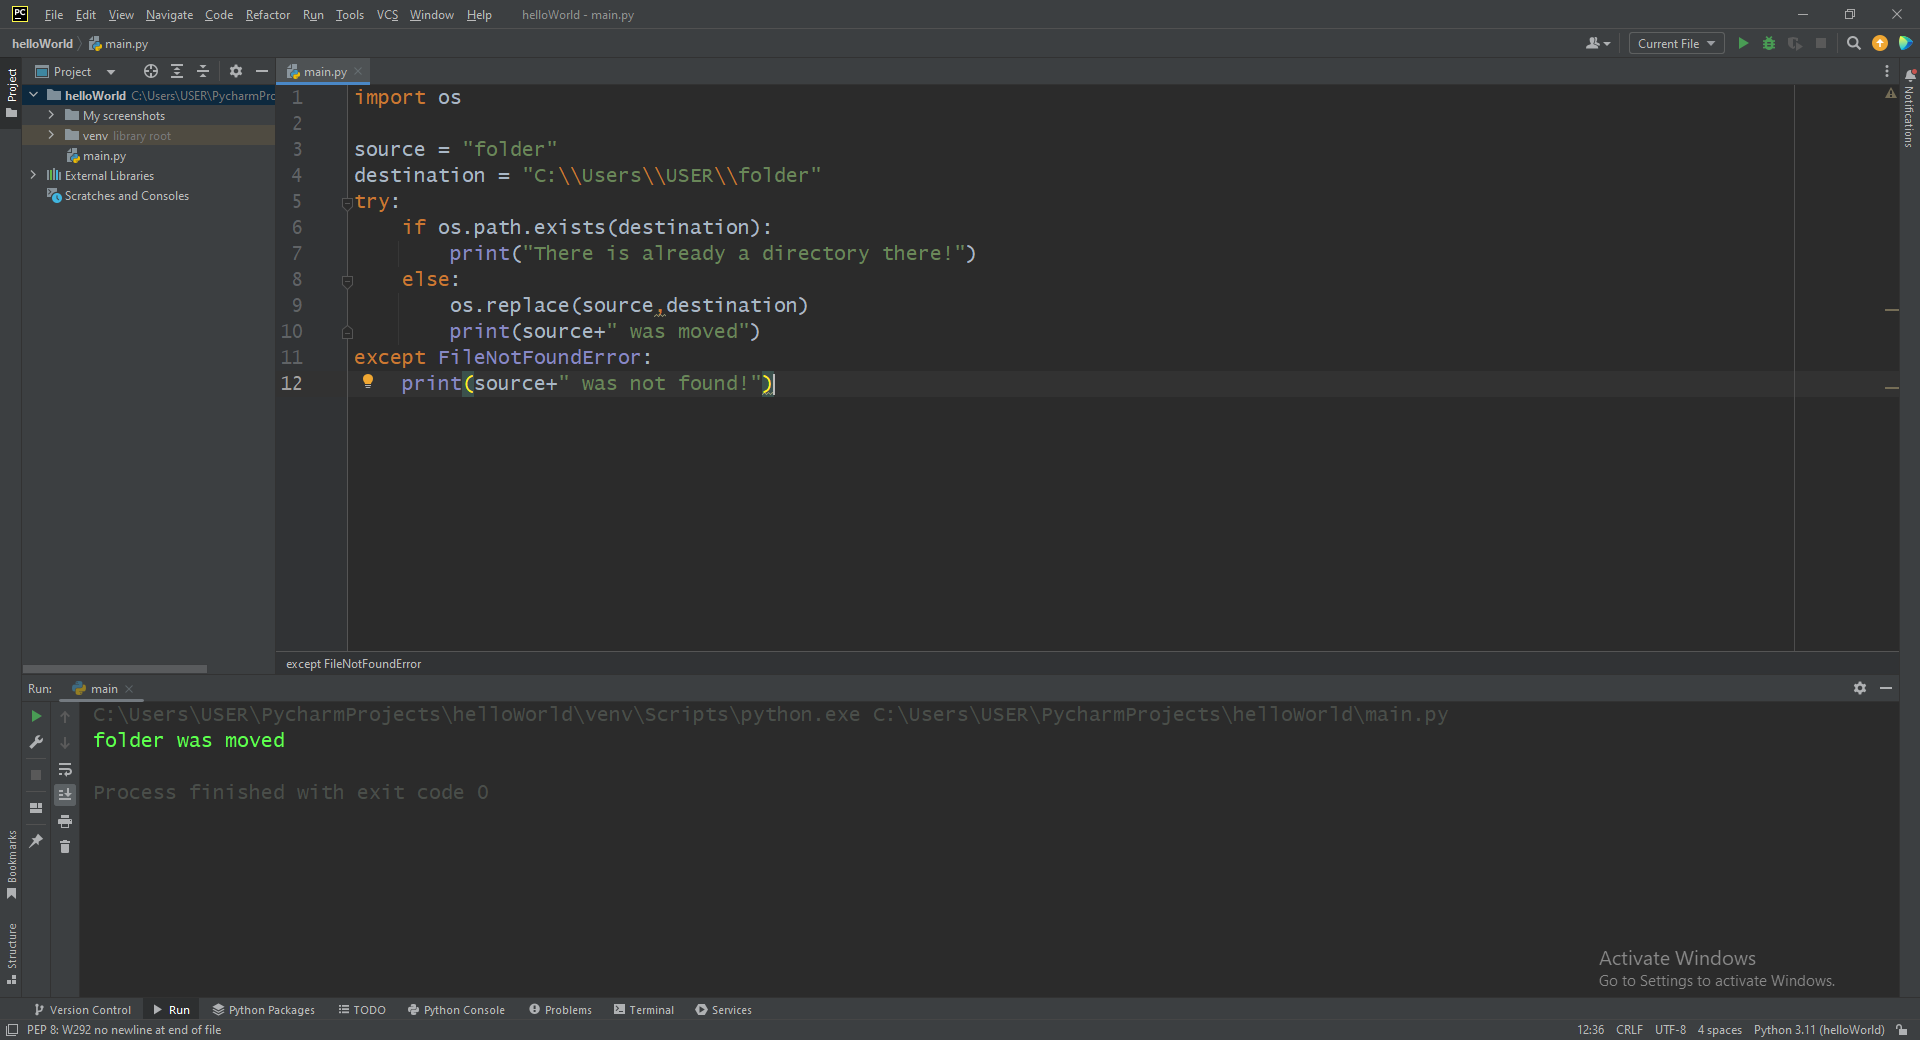 PC File Edit View Navigate Code Refactor Run Tools VCS Window Help helloWorld - main.py
helloWorld main.py Current File
Project main.py
Project
helloWorld C:\Users\USER\PycharmPrc
My screenshots
venv library root
main.py
External Libraries
Scratches and Consoles
Notifications
1 import os
2
3 source = "folder"
4 destination = "C:\\Users\\USER\\folder"
5 try:
6 if os.path.exists(destination):
7 print("There is already a directory there!")
8 else:
9 os.replace(source,destination)
10 print(source+" was moved")
11 except FileNotFoundError:
12 print(source+" was not found!")
except FileNotFoundError
Run: main
C:\Users\USER\PycharmProjects\helloWorld\venv\Scripts\python.exe C:\Users\USER\PycharmProjects\helloWorld\main.py
folder was moved
Process finished with exit code 0
Bookmarks
Structure
Activate Windows
Go to Settings to activate Windows.
Version Control Run Python Packages TODO Python Console Problems Terminal Services
PEP 8: W292 no newline at end of file 12:36 CRLF UTF-8 4 spaces Python 3.11 (helloWorld)